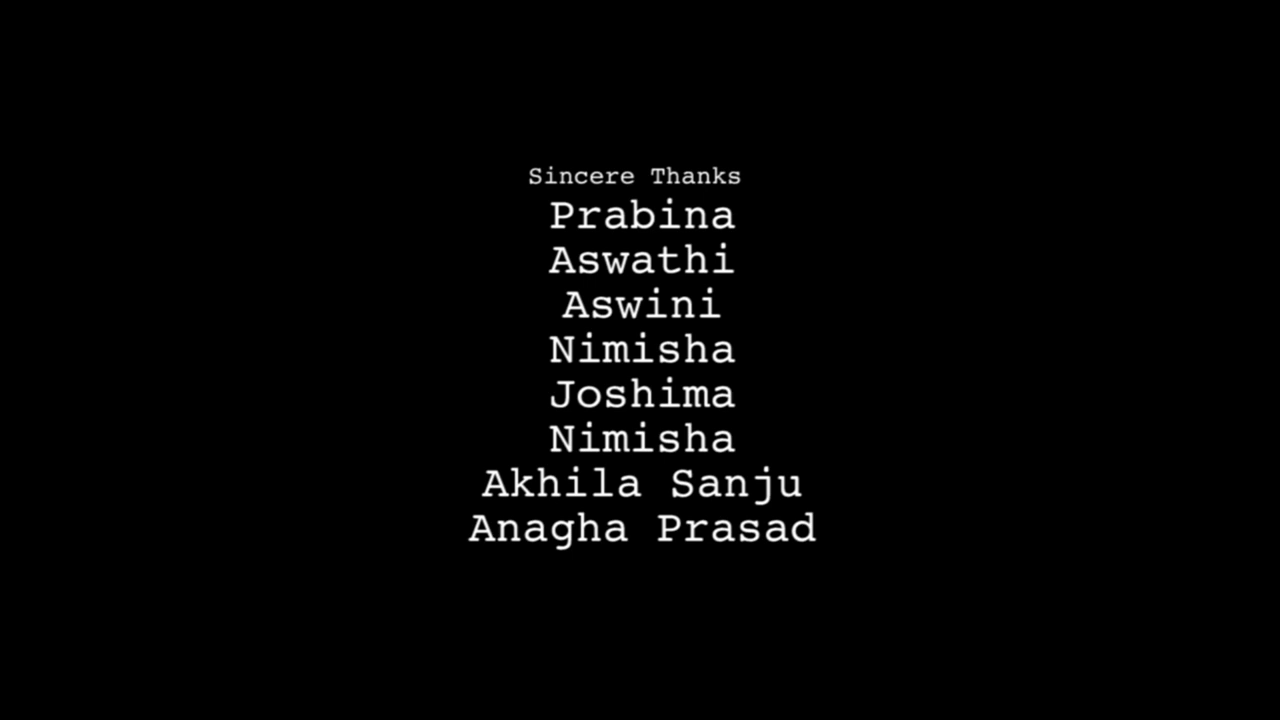 Sincere Thanks
Prabina
Aswathi
Aswini
Nimisha
Joshima
Nimisha
Akhila Sanju
Anagha Prasad